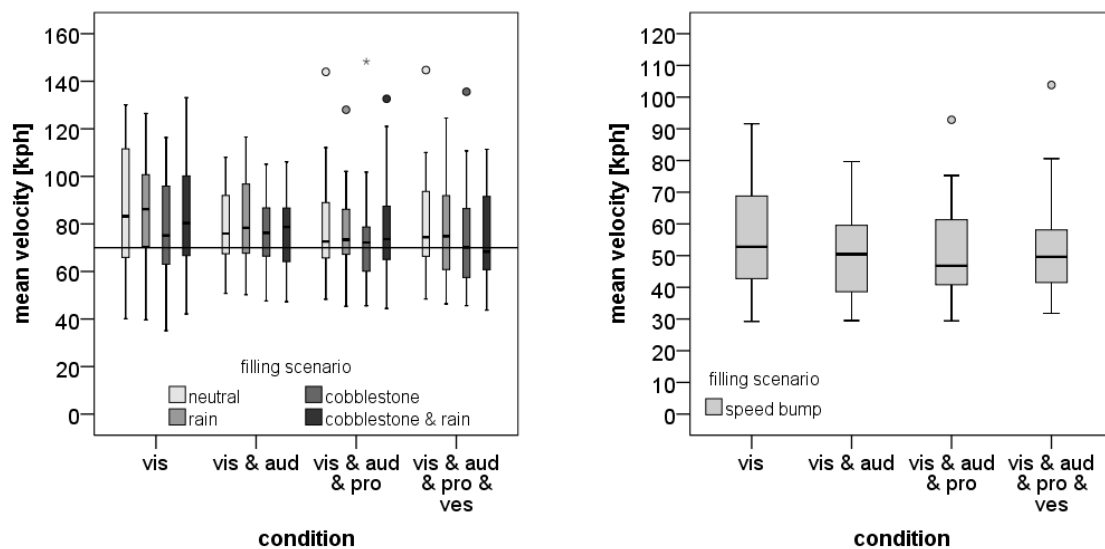 160
140
120
100
80
60
40
20
0
mean velocity [kph]
filling scenario
neutral
cobblestone
rain
cobblestone & rain
vis
vis & aud
vis & aud
& pro
vis & aud
& pro &
ves
condition
120
110
100
90
80
70
60
50
40
30
20
10
0
mean velocity [kph]
filling scenario
speed bump
vis
vis & aud
vis & aud
& pro
vis & aud
& pro &
ves
condition